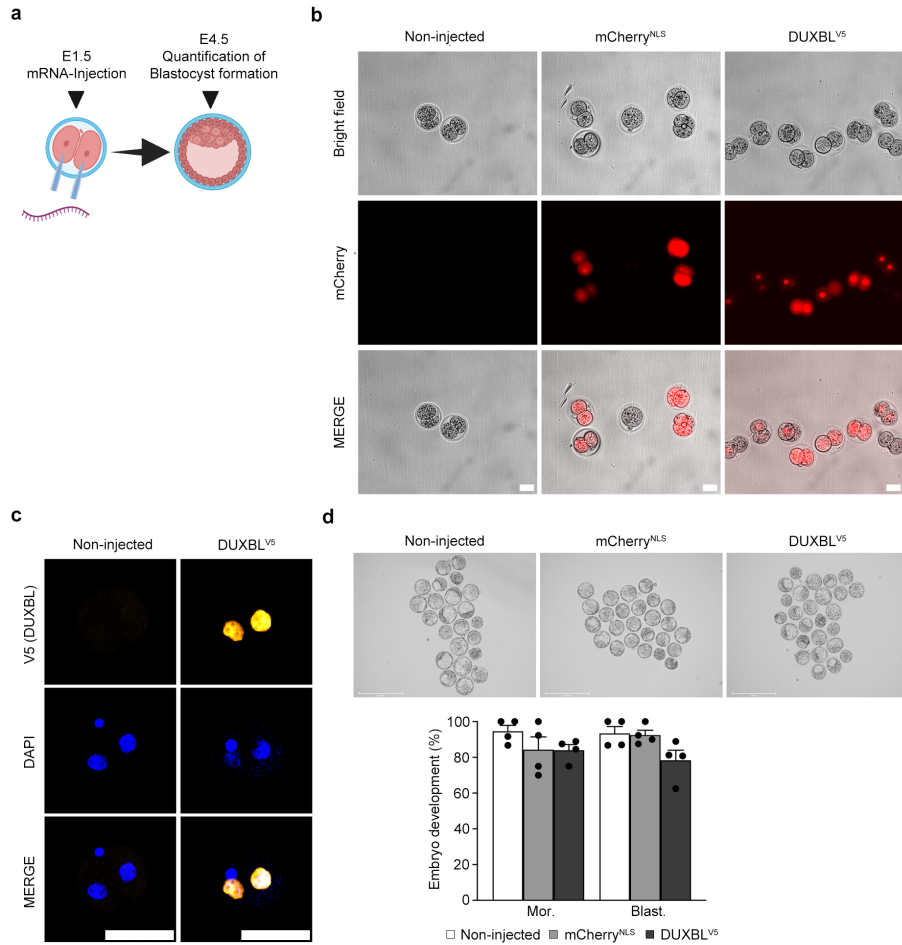 a
E1.5
mRNA-Injection
E4.5
Quantification of
Blastocyst formation
b
Non-injected
mCherryNLS
DUXBLV5
Bright field
mCherry
MERGE
c
Non-injected
DUXBLV5
V5 (DUXBL)
DAPI
MERGE
d
Non-injected
mCherryNLS
DUXBLV5
Embryo development (%)
100
80
60
40
20
0
Mor.
Blast.
Non-injected
mCherryNLS
DUXBLV5